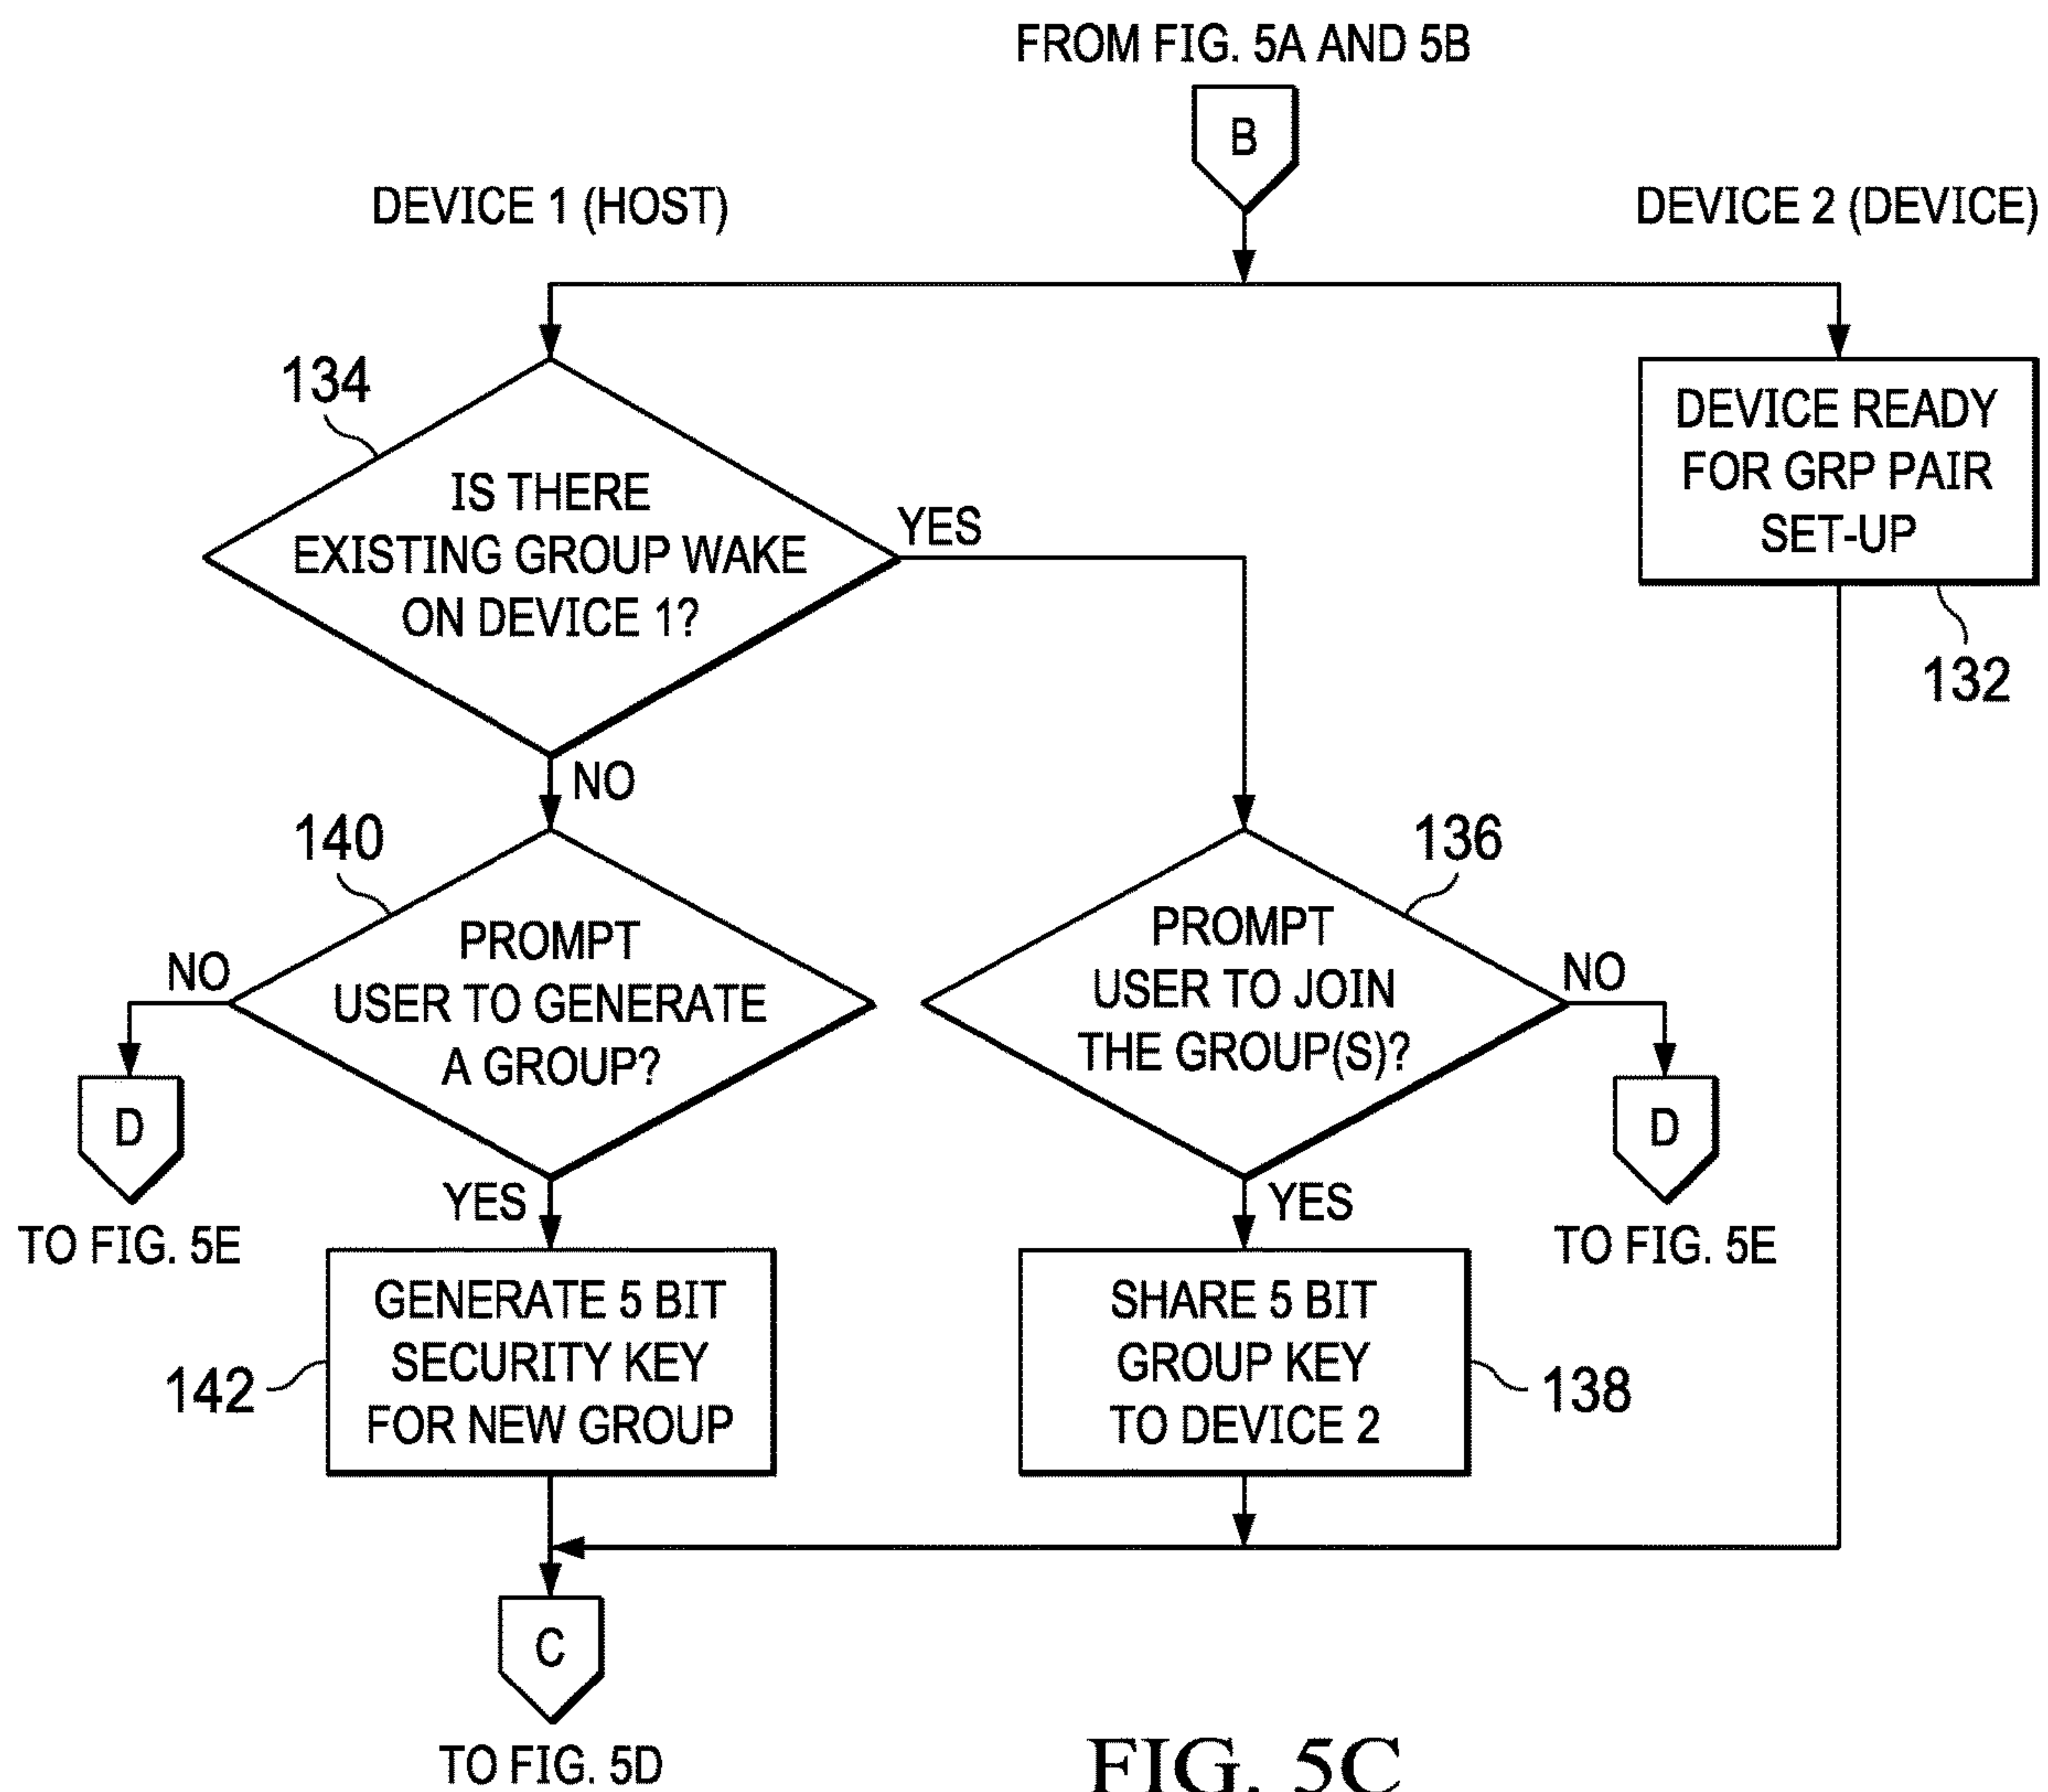 FROM FIG. 5A AND 5B
B
DEVICE 1 (HOST)
DEVICE 2 (DEVICE)
134
IS THERE
EXISTING GROUP WAKE
ON DEVICE 1?
YES
NO
DEVICE READY
FOR GRP PAIR
SET-UP
132
140
PROMPT
USER TO GENERATE
A GROUP?
NO
D
TO FIG. 5E
YES
136
PROMPT
USER TO JOIN
THE GROUP(S)?
NO
D
TO FIG. 5E
YES
GENERATE 5 BIT
SECURITY KEY
FOR NEW GROUP
142
SHARE 5 BIT
GROUP KEY
TO DEVICE 2
138
C
TO FIG. 5D
FIG. 5C